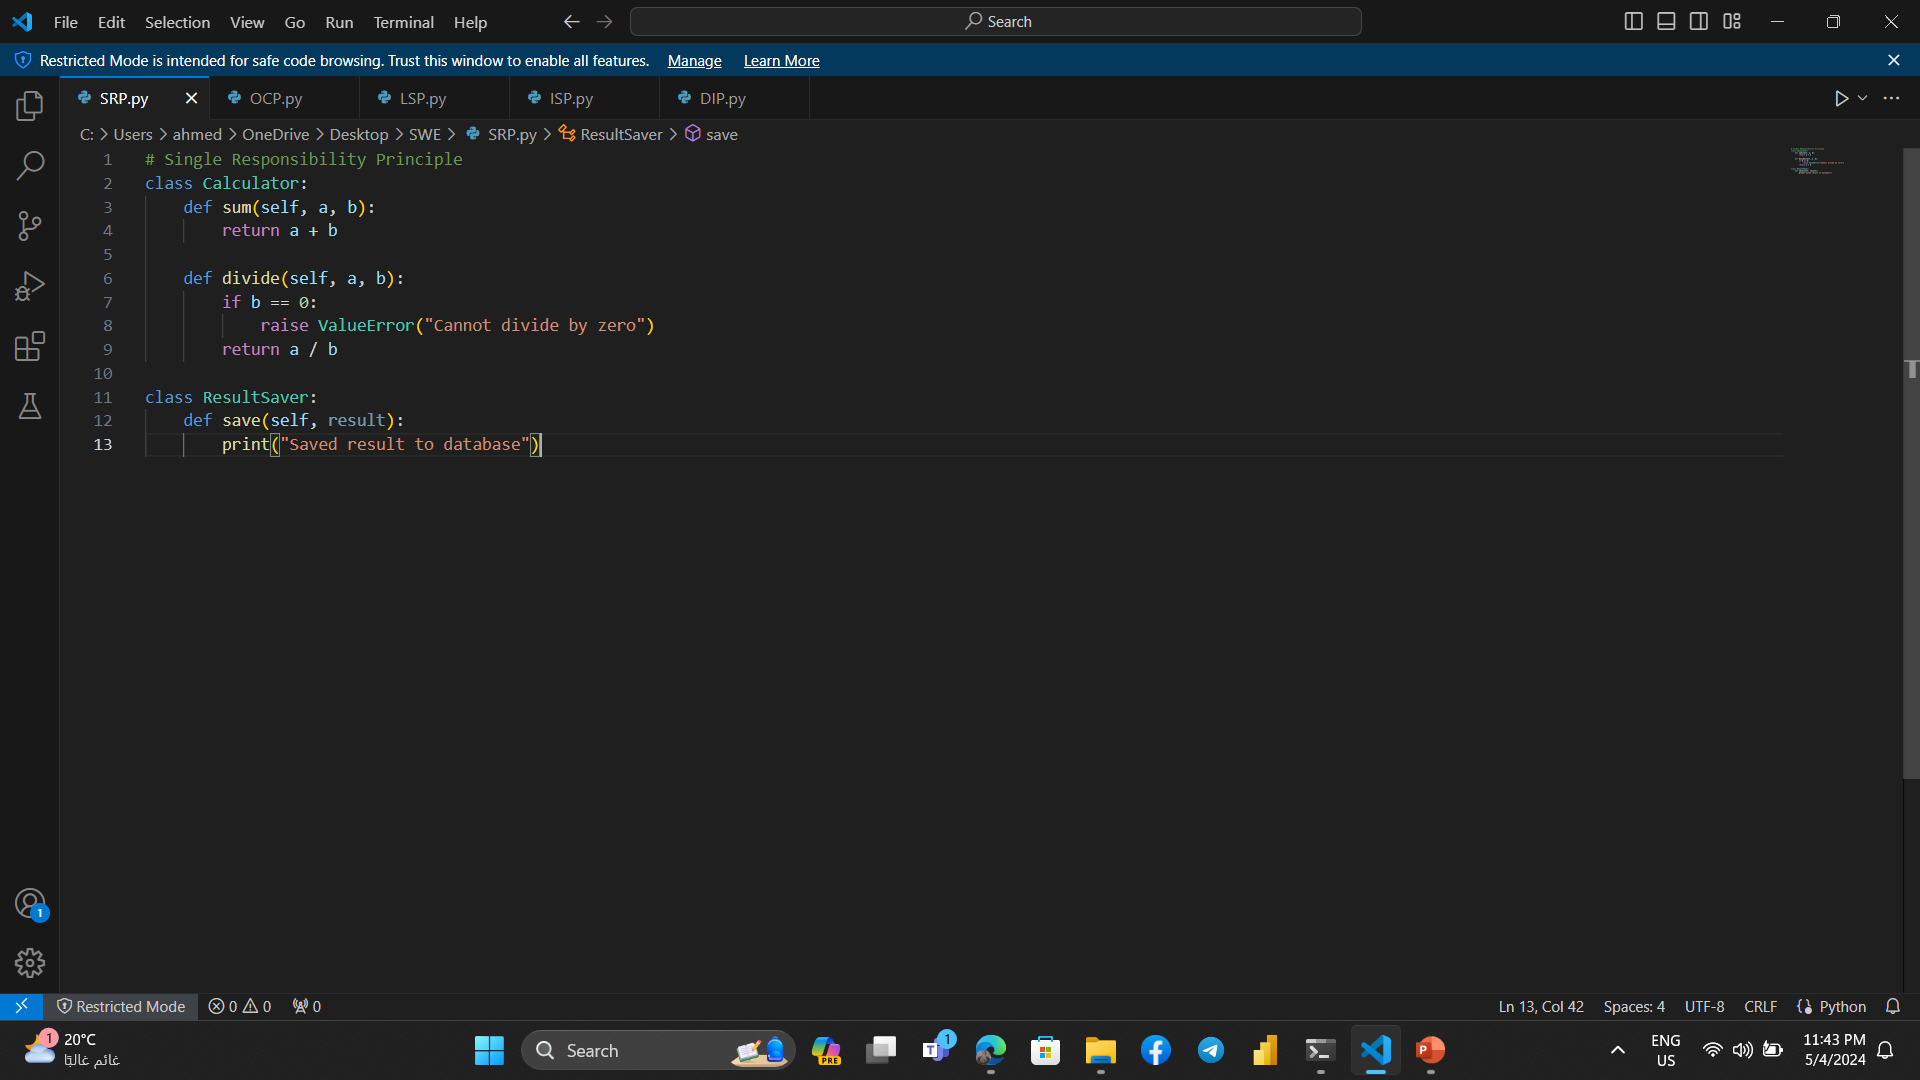 File Edit Selection View Go Run Terminal Help
Search
Restricted Mode is intended for safe code browsing. Trust this window to enable all features. Manage Learn More
SRP.py OCP.py LSP.py ISP.py DIP.py
C: > Users > ahmed > OneDrive > Desktop > SWE > SRP.py > ResultSaver > save
1 # Single Responsibility Principle
2 class Calculator:
3     def sum(self, a, b):
4         return a + b
5
6     def divide(self, a, b):
7         if b == 0:
8             raise ValueError("Cannot divide by zero")
9         return a / b
10
11 class ResultSaver:
12     def save(self, result):
13         print("Saved result to database")
1
Restricted Mode 0 0 0 Ln 13, Col 42 Spaces: 4 UTF-8 CRLF Python
1
20°C
غائم غالبًا
Search
PRE
1
ENG
US
11:43 PM
5/4/2024